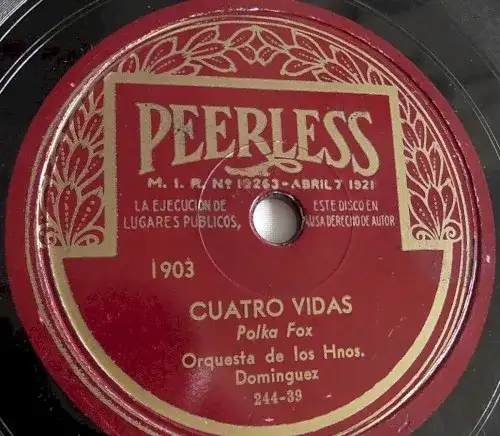 PEERLESS
M. I. R. Nº 19263 - ABRIL 7 1921
LA EJECUCION DE ESTE DISCO EN
LUGARES PUBLICOS, CAUSA DERECHO DE AUTOR
1903
CUATRO VIDAS
Polka Fox
Orquesta de los Hnos.
Dominguez
244-39